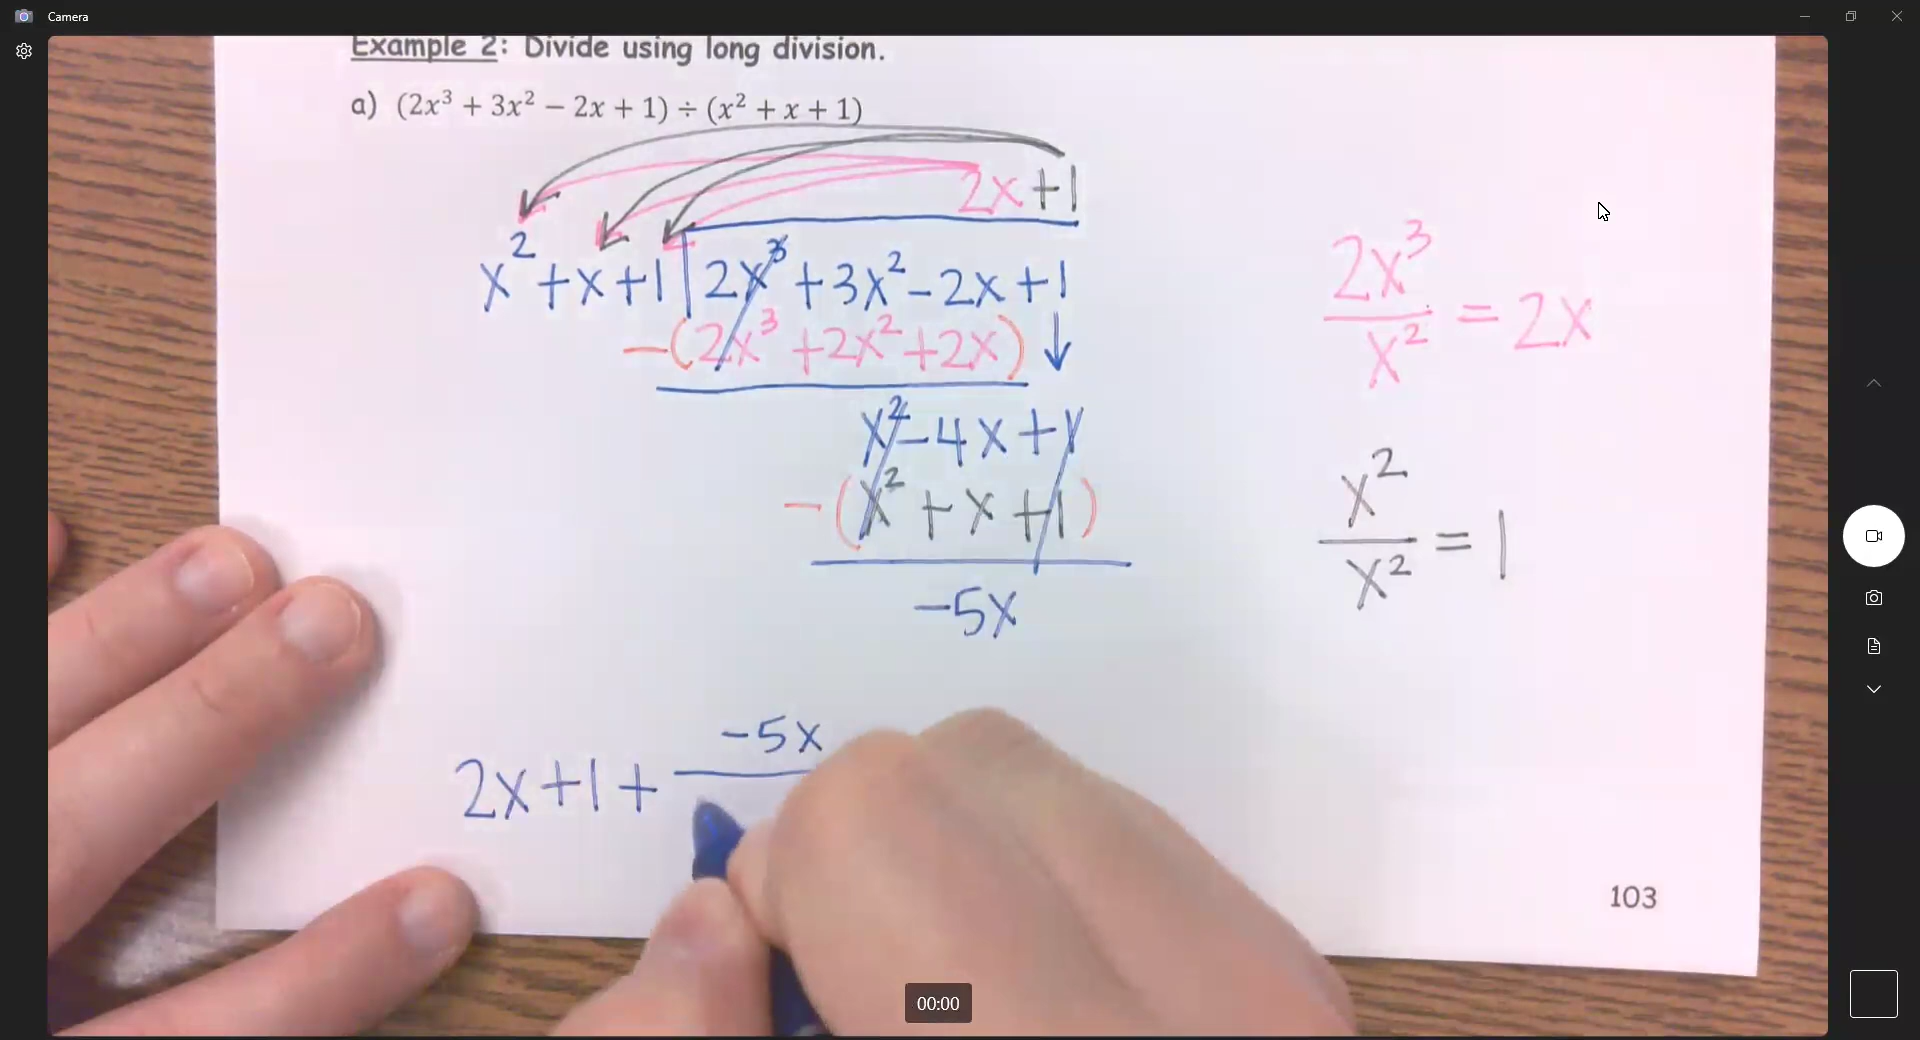 Camera
Example 2: Divide using long division.
a) (2x³ + 3x² − 2x + 1) ÷ (x² + x + 1)
2x +1
x² + x + 1 | 2x³ + 3x² - 2x + 1
-(2x³ + 2x² + 2x) ↓
x² - 4x + 1
-(x² + x + 1)
-5x
2x³/x² = 2x
x²/x² = 1
-5x
2x + 1 +
103
00:00